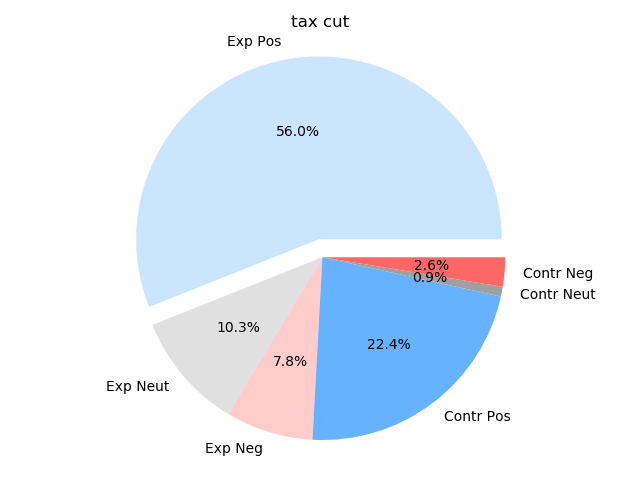 tax cut
Exp Pos
56.0%
2.6%
Contr Neg
0.9%
Contr Neut
10.3%
22.4%
7.8%
Exp Neut
Contr Pos
Exp Neg